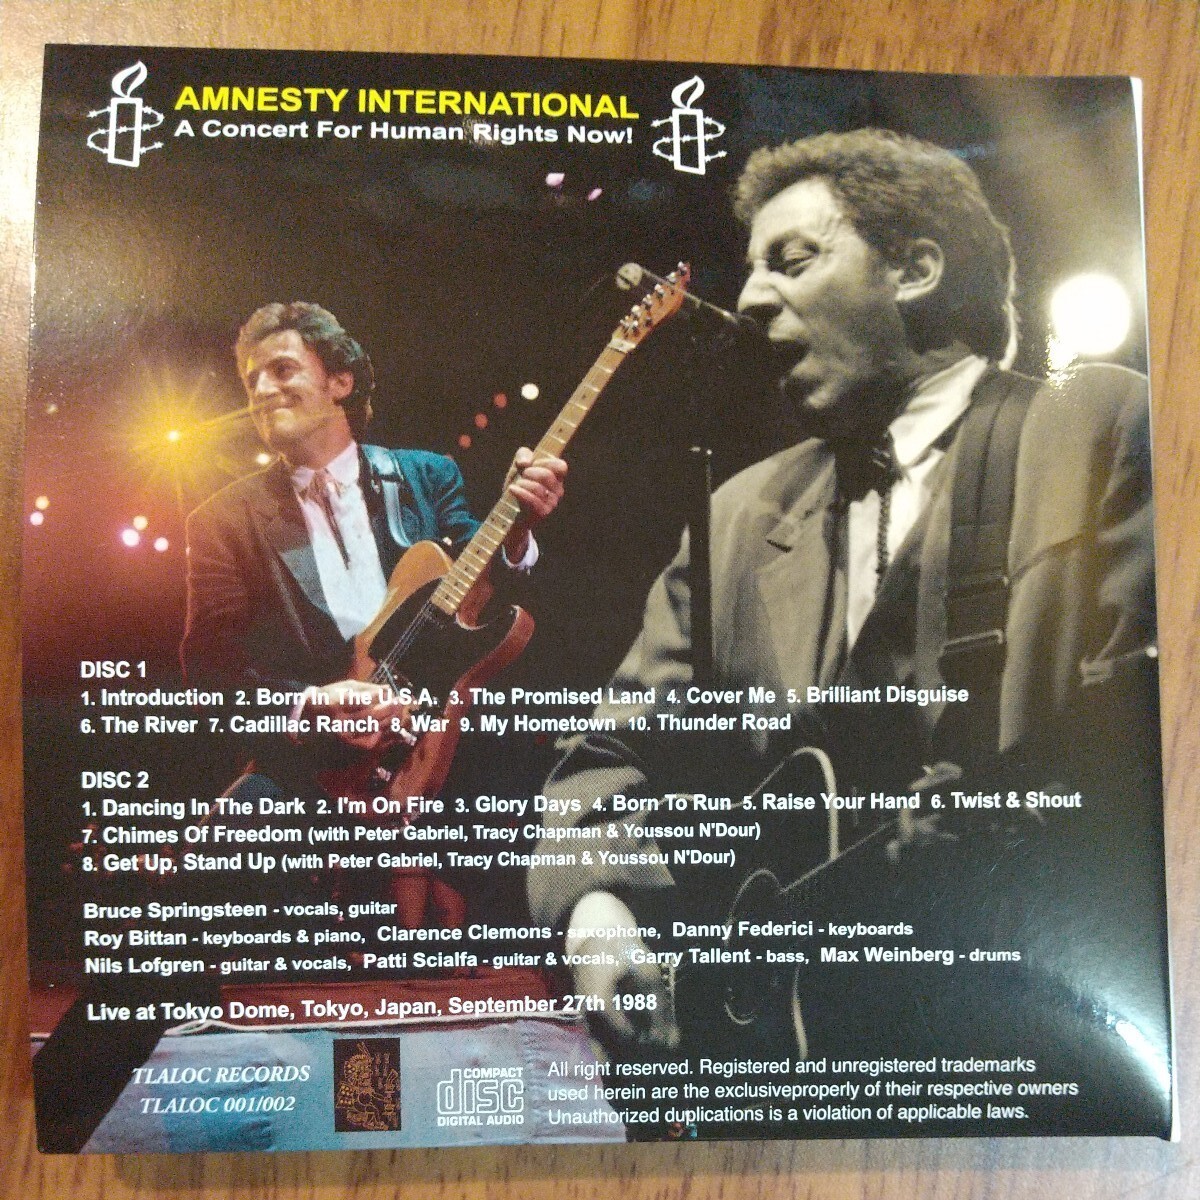 AMNESTY INTERNATIONAL
A Concert For Human Rights Now!
DISC 1
1. Introduction 2. Born In The U.S.A. 3. The Promised Land 4. Cover Me 5. Brilliant Disguise
6. The River 7. Cadillac Ranch 8. War 9. My Hometown 10. Thunder Road
DISC 2
1. Dancing In The Dark 2. I'm On Fire 3. Glory Days 4. Born To Run 5. Raise Your Hand 6. Twist & Shout
7. Chimes Of Freedom (with Peter Gabriel, Tracy Chapman & Youssou N'Dour)
8. Get Up, Stand Up (with Peter Gabriel, Tracy Chapman & Youssou N'Dour)
Bruce Springsteen - vocals, guitar
Roy Bittan - keyboards & piano, Clarence Clemons - saxophone, Danny Federici - keyboards
Nils Lofgren - guitar & vocals, Patti Scialfa - guitar & vocals, Garry Tallent - bass, Max Weinberg - drums
Live at Tokyo Dome, Tokyo, Japan, September 27th 1988
TLALOC RECORDS
TLALOC 001/002
COMPACT
disc
DIGITAL AUDIO
All right reserved. Registered and unregistered trademarks
used herein are the exclusiveproperly of their respective owners
Unauthorized duplications is a violation of applicable laws.